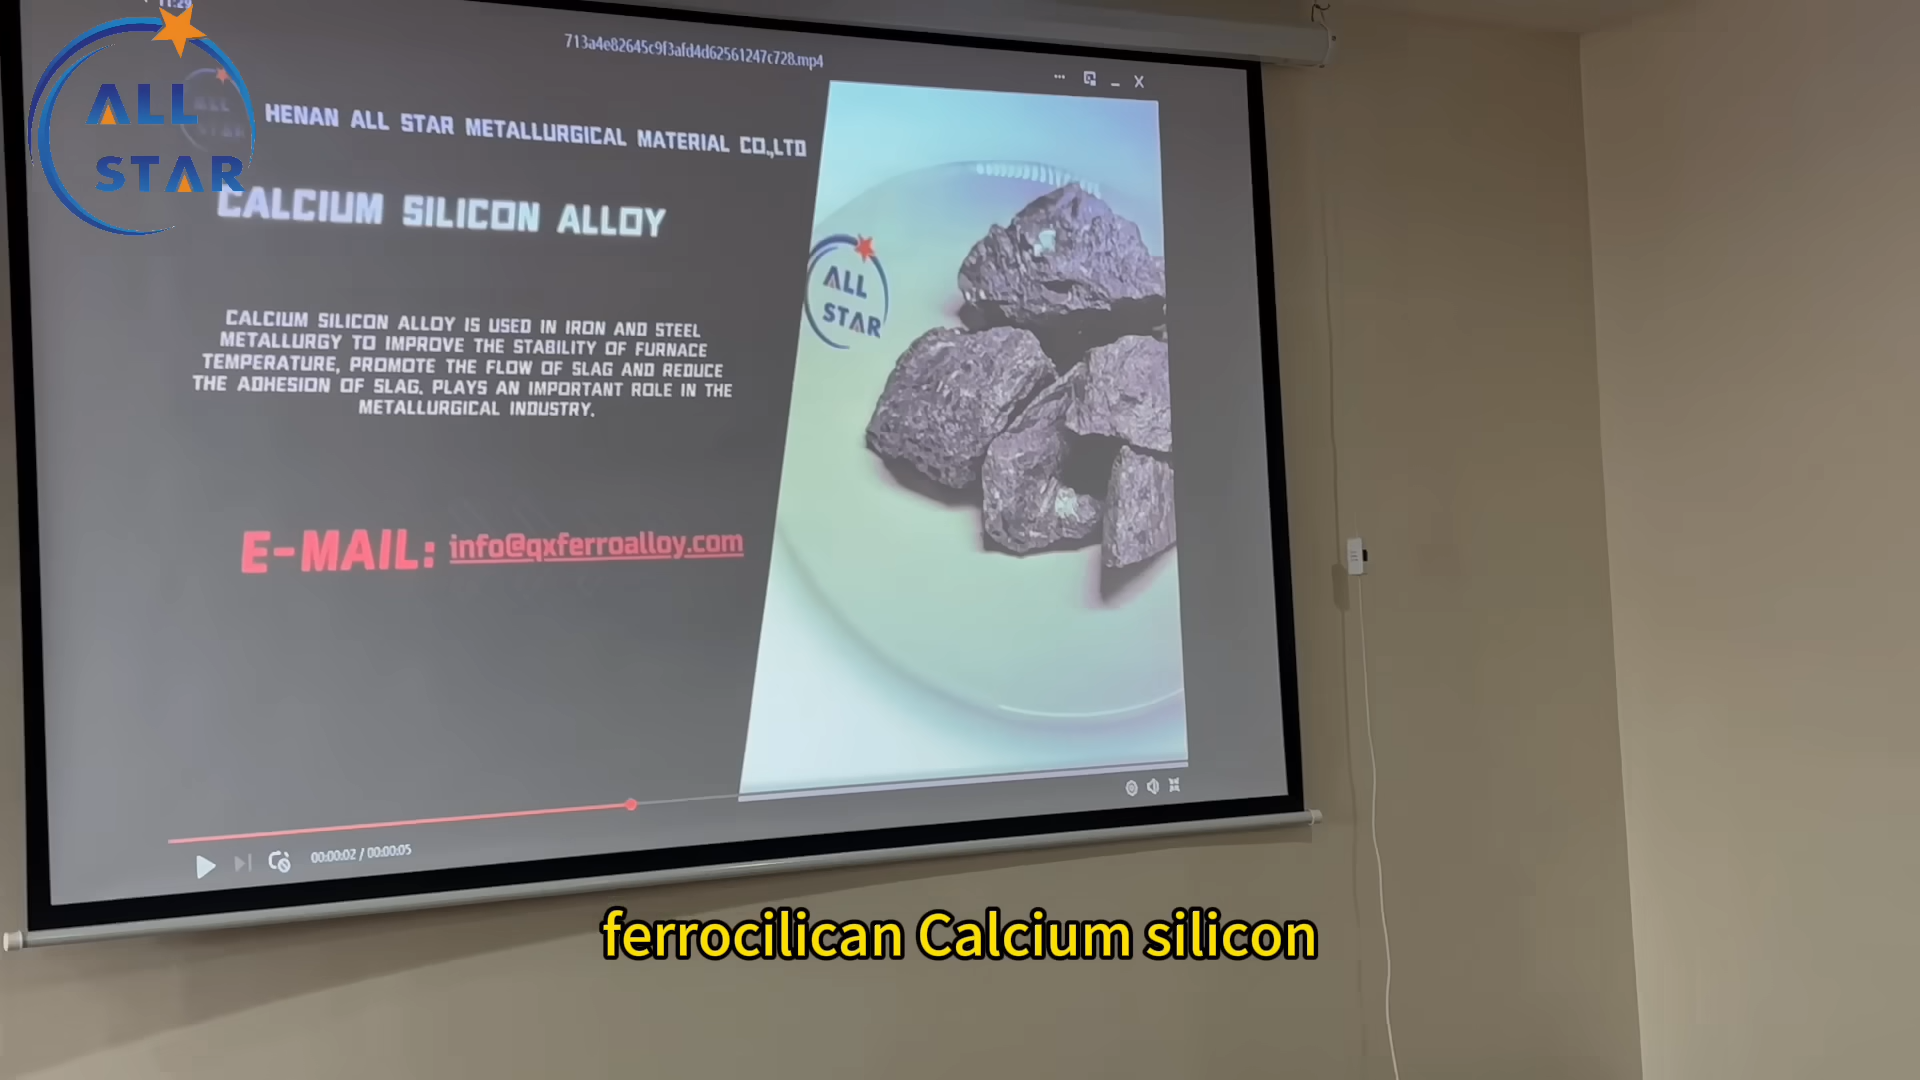 11:29
713a4e82645c9f3afd4d62561247c728.mp4
ALL
STAR
HENAN ALL STAR METALLURGICAL MATERIAL CO.,LTD
CALCIUM SILICON ALLOY
ALL
STAR
CALCIUM SILICON ALLOY IS USED IN IRON AND STEEL
METALLURGY TO IMPROVE THE STABILITY OF FURNACE
TEMPERATURE, PROMOTE THE FLOW OF SLAG AND REDUCE
THE ADHESION OF SLAG. PLAYS AN IMPORTANT ROLE IN THE
METALLURGICAL INDUSTRY.
E-MAIL: info@qxferroalloy.com
00:00:02 / 00:00:05
ferrocilican Calcium silicon